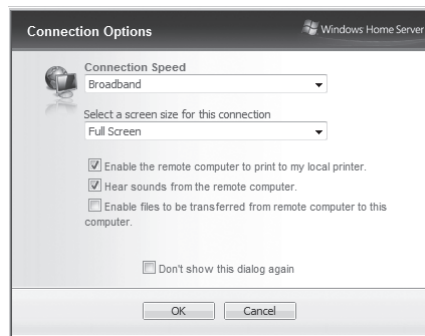 Connection Options
Windows Home Server
Connection Speed
Broadband
Select a screen size for this connection
Full Screen
Enable the remote computer to print to my local printer.
Hear sounds from the remote computer.
Enable files to be transferred from remote computer to this
computer.
Don't show this dialog again
OK
Cancel